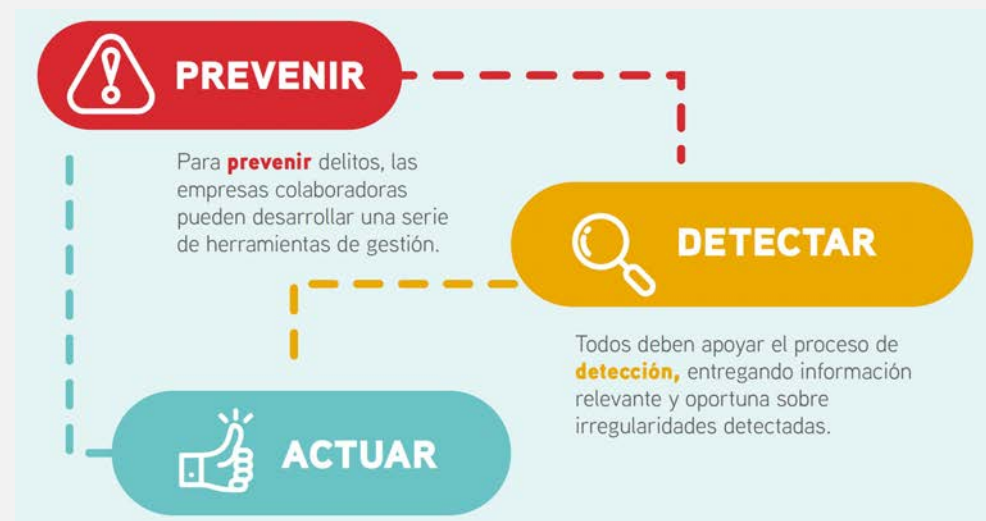 PREVENIR
Para prevenir delitos, las
empresas colaboradoras
pueden desarrollar una serie
de herramientas de gestión.
DETECTAR
Todos deben apoyar el proceso de
detección, entregando información
relevante y oportuna sobre
irregularidades detectadas.
ACTUAR